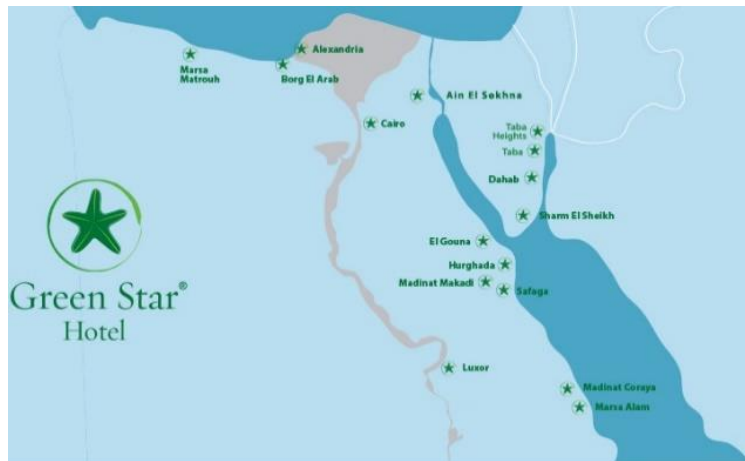 Alexandria
Marsa
Matrouh
Borg El Arab
Ain El Sokhna
Cairo
Taba
Heights
Taba
Dahab
Sharm El Sheikh
El Gouna
Hurghada
Madinat Makadi
Safaga
Green Star®
Hotel
Luxor
Madinat Coraya
Marsa Alam